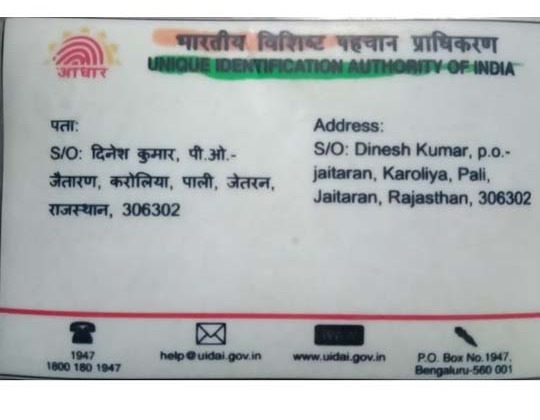 भारतीय विशिष्ट पहचान प्राधिकरण
UNIQUE IDENTIFICATION AUTHORITY OF INDIA
आधार
पता:
S/O: दिनेश कुमार, पी.ओ.-
जैतारण, करोलिया, पाली, जेतरन,
राजस्थान, 306302
Address:
S/O: Dinesh Kumar, p.o.-
jaitaran, Karoliya, Pali,
Jaitaran, Rajasthan, 306302
1947
1800 180 1947
help@uidai.gov.in
www.uidai.gov.in
P.O. Box No.1947,
Bengaluru-560 001